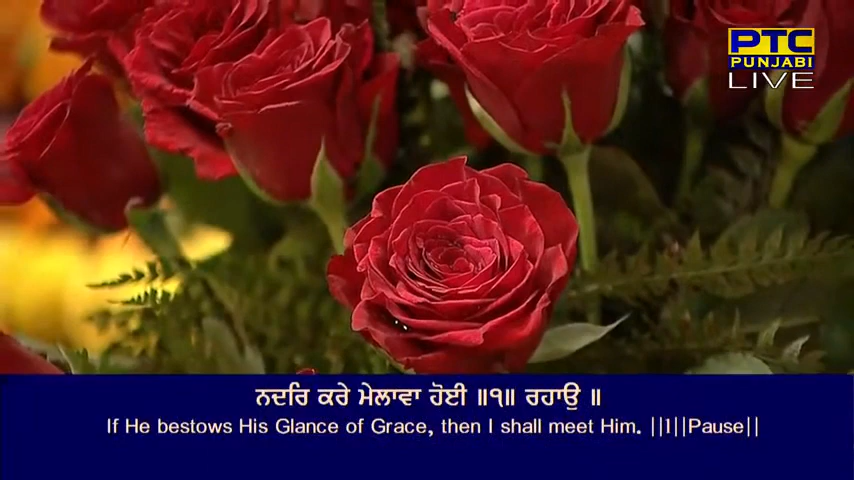 PTC
PUNJABI
LIVE
ਨਦਰਿ ਕਰੇ ਮੇਲਾਵਾ ਹੋਈ ॥੧॥ ਰਹਾਉ ॥
If He bestows His Glance of Grace, then I shall meet Him. ||1||Pause||